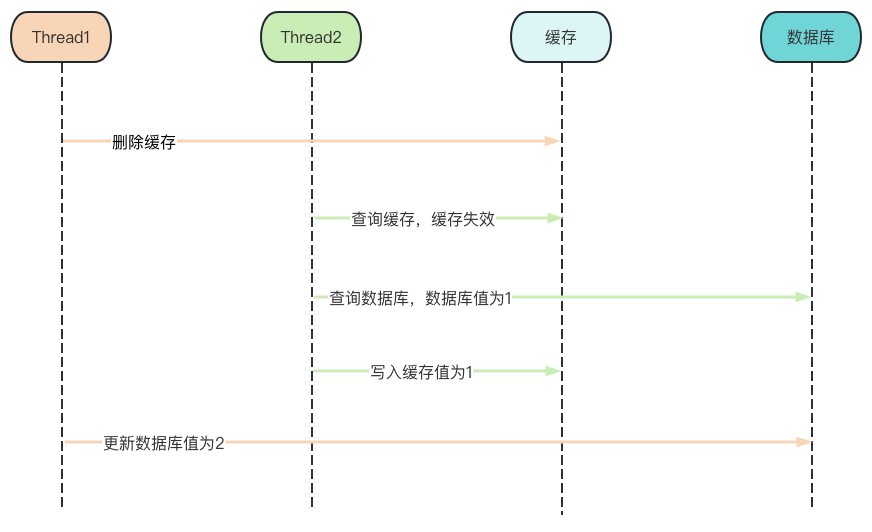 Thread1
Thread2
缓存
数据库
删除缓存
查询缓存，缓存失效
查询数据库，数据库值为1
写入缓存值为1
更新数据库值为2